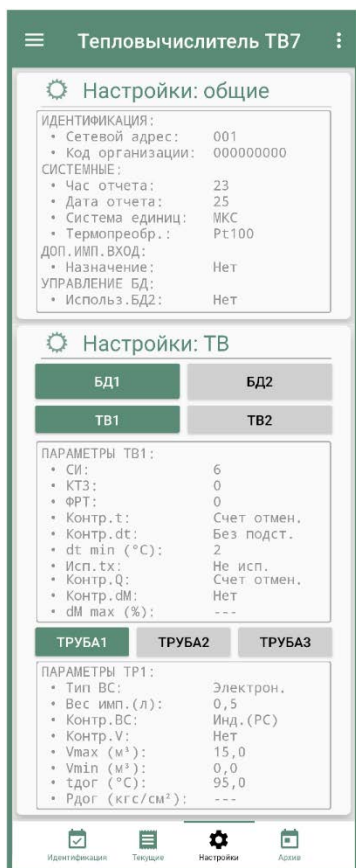 Тепловычислитель ТВ7
Настройки: общие
ИДЕНТИФИКАЦИЯ:
• Сетевой адрес: 001
• Код организации: 000000000
СИСТЕМНЫЕ:
• Час отчета: 23
• Дата отчета: 25
• Система единиц: МКС
• Термопреобр.: Pt100
ДОП.ИМП.ВХОД:
• Назначение: Нет
УПРАВЛЕНИЕ БД:
• Использ.БД2: Нет
Настройки: ТВ
БД1 БД2
ТВ1 ТВ2
ПАРАМЕТРЫ ТВ1:
• СИ: 6
• КТ3: 0
• ФРТ: 0
• Контр.t: Счет отмен.
• Контр.dt: Без подст.
• dt min (°C): 2
• Исп.tx: Не исп.
• Контр.Q: Счет отмен.
• Контр.dM: Нет
• dM max (%): ---
ТРУБА1 ТРУБА2 ТРУБА3
ПАРАМЕТРЫ ТР1:
• Тип ВС: Электрон.
• Вес имп.(л): 0,5
• Контр.ВС: Инд.(РС)
• Контр.V: Нет
• Vmax (м³): 15,0
• Vmin (м³): 0,0
• tдог (°C): 95,0
• Рдог (кгс/см²): ---
Идентификация Текущие Настройки Архив